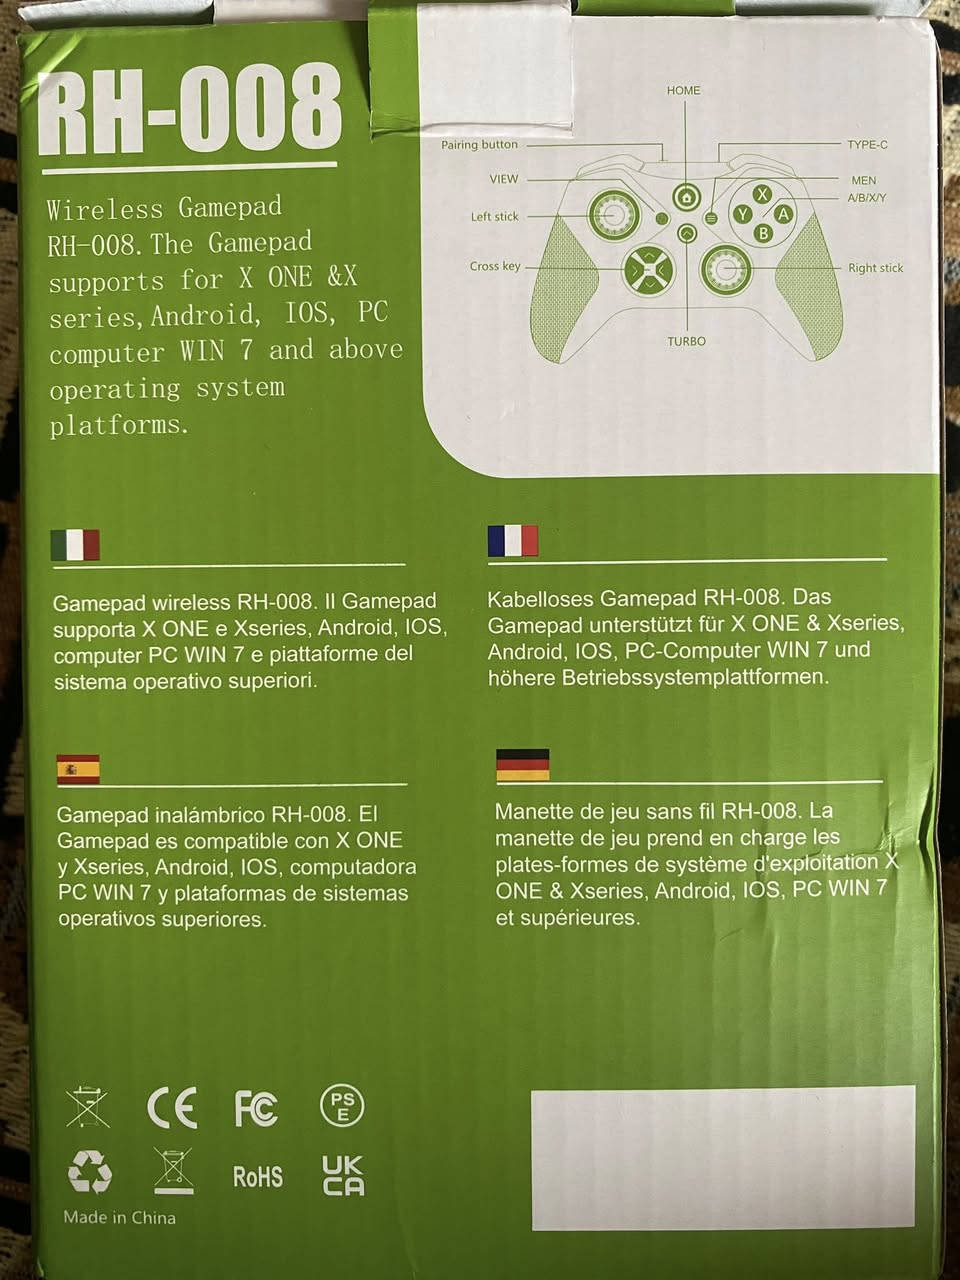 RH-008
Wireless Gamepad
RH-008. The Gamepad
supports for X ONE &X
series, Android, IOS, PC
computer WIN 7 and above
operating system
platforms.
HOME
Pairing button
TYPE-C
VIEW
MEN
A/B/X/Y
Left stick
X
Y
A
B
Cross key
Right stick
TURBO
Gamepad wireless RH-008. Il Gamepad
supporta X ONE e Xseries, Android, IOS,
computer PC WIN 7 e piattaforme del
sistema operativo superiori.
Kabelloses Gamepad RH-008. Das
Gamepad unterstützt für X ONE & Xseries,
Android, IOS, PC-Computer WIN 7 und
höhere Betriebssystemplattformen.
Gamepad inalámbrico RH-008. El
Gamepad es compatible con X ONE
y Xseries, Android, IOS, computadora
PC WIN 7 y plataformas de sistemas
operativos superiores.
Manette de jeu sans fil RH-008. La
manette de jeu prend en charge les
plates-formes de système d'exploitation X
ONE & Xseries, Android, IOS, PC WIN 7
et supérieures.
CE FC PS E
RoHS UK CA
Made in China